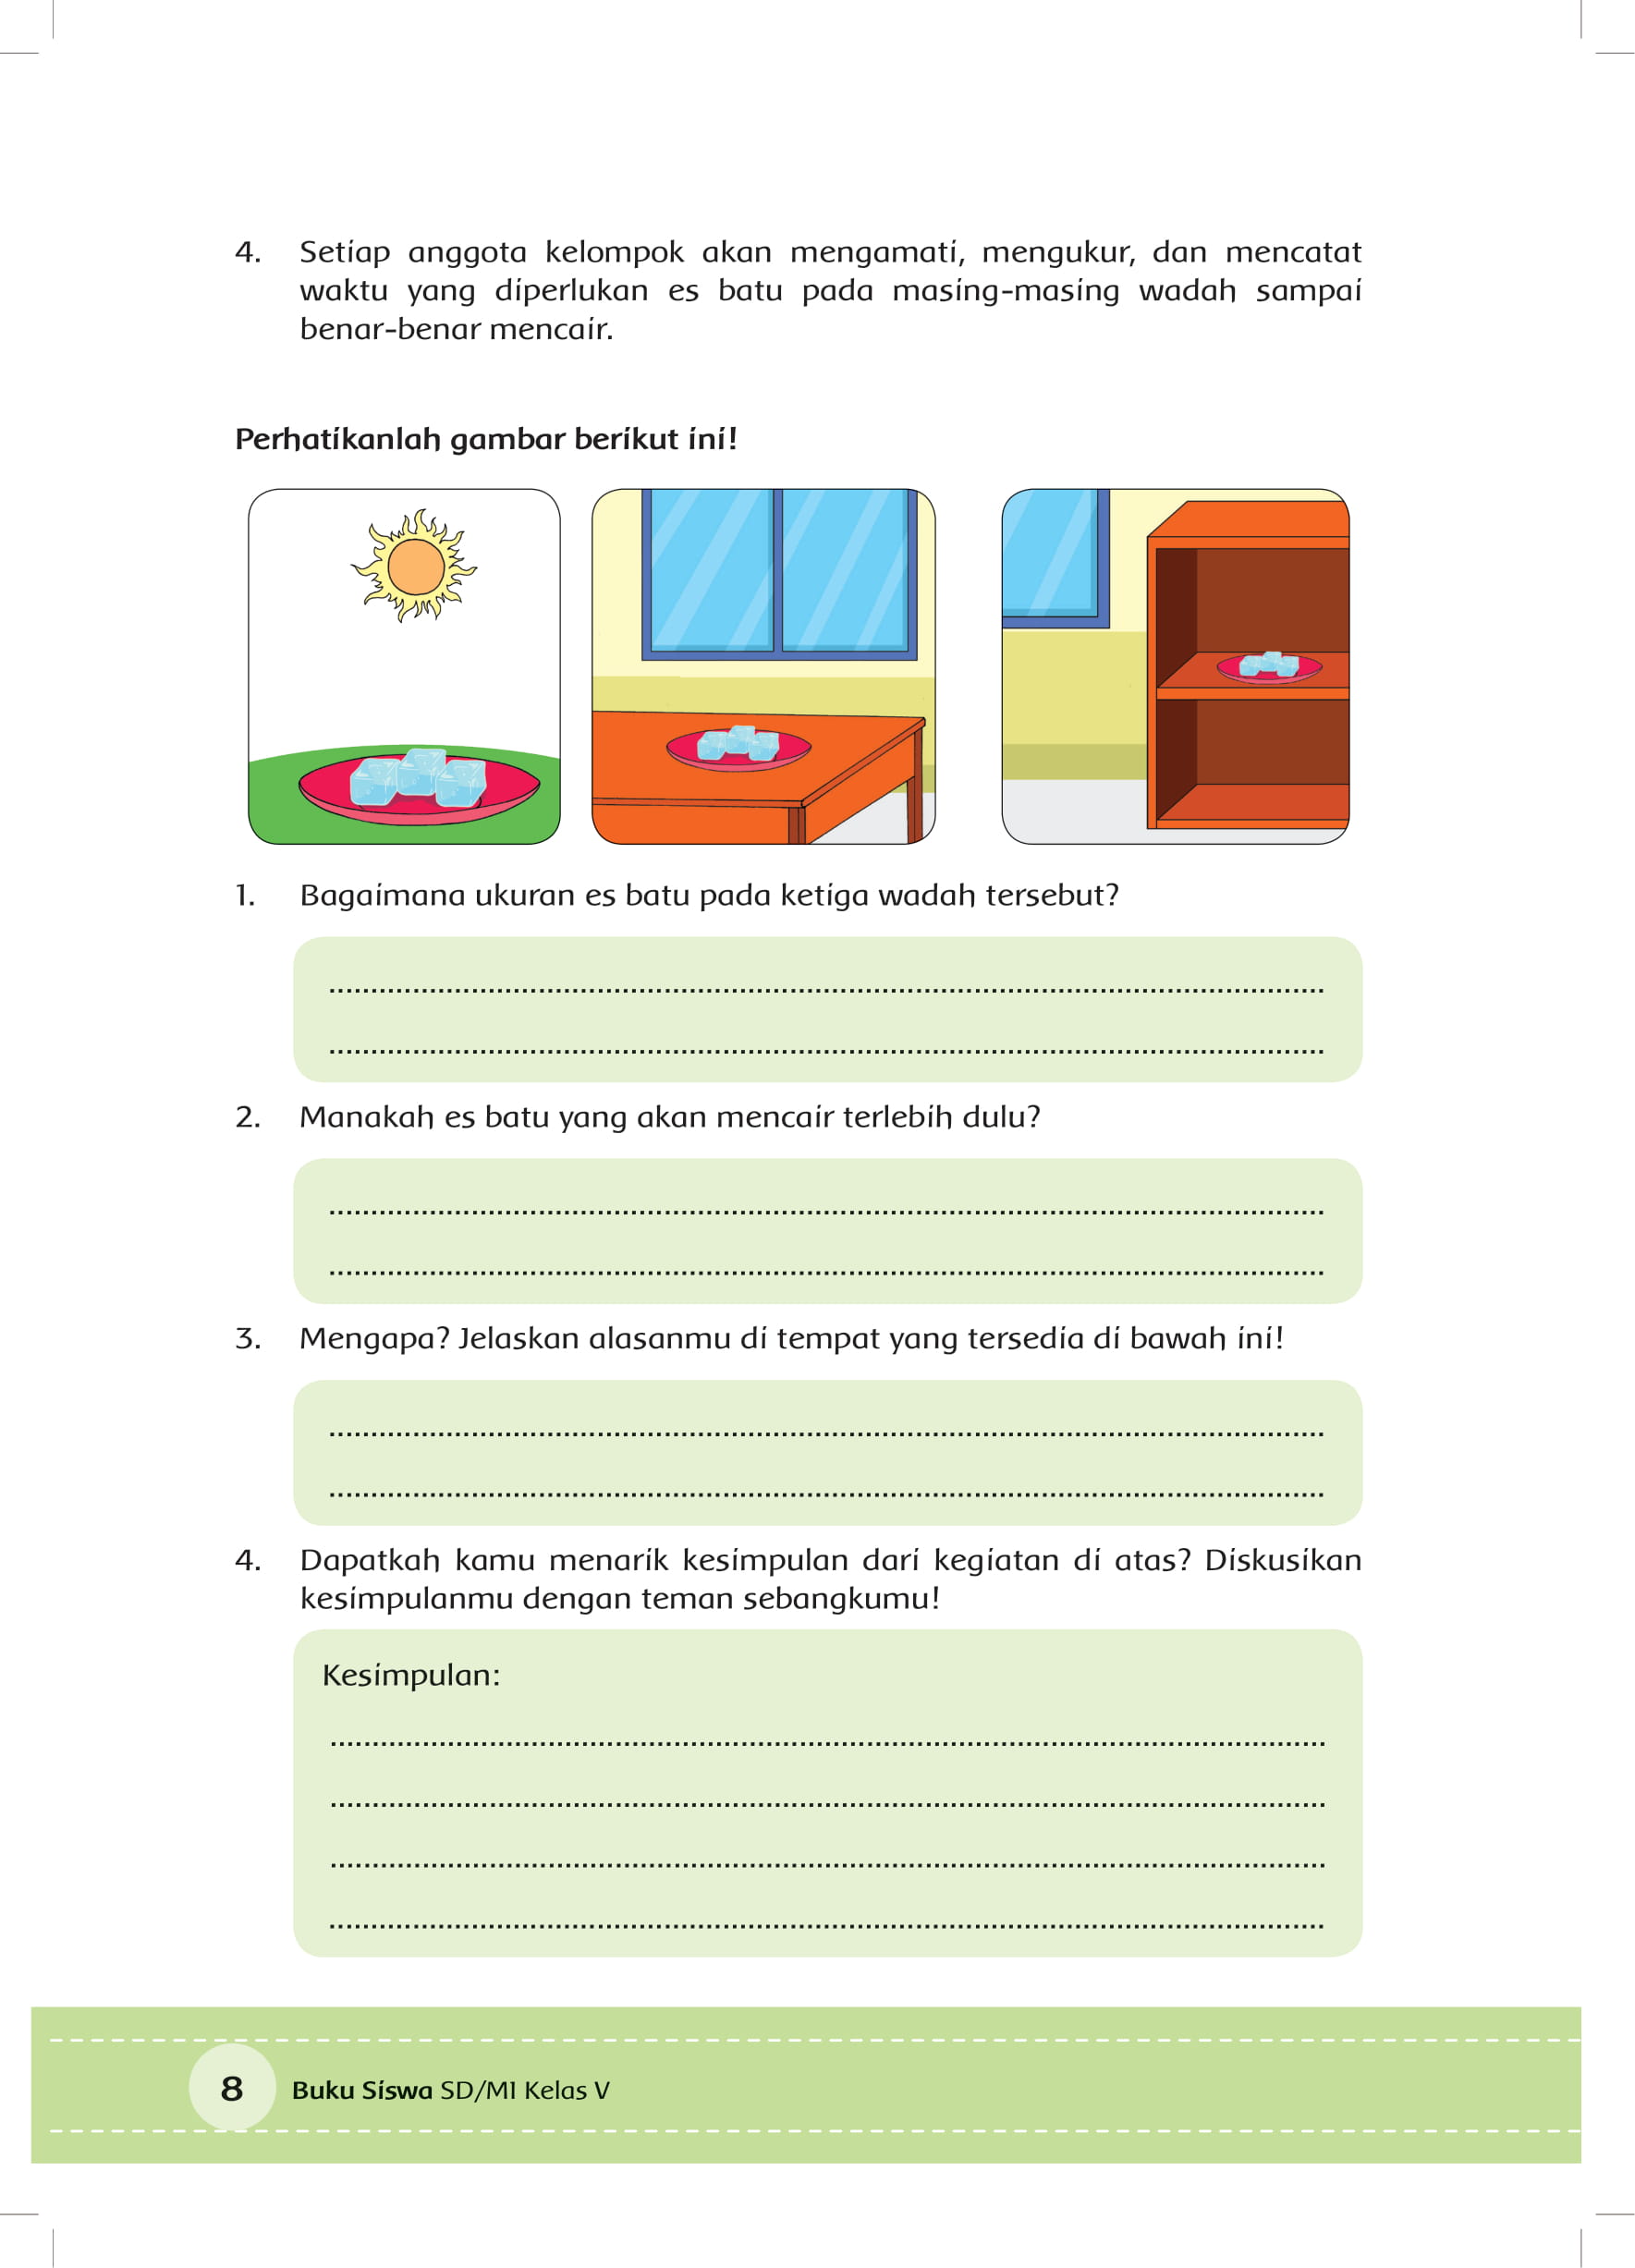 4. Setiap anggota kelompok akan mengamati, mengukur, dan mencatat
waktu yang diperlukan es batu pada masing-masing wadah sampai
benar-benar mencair.
Perhatikanlah gambar berikut ini!
1. Bagaimana ukuran es batu pada ketiga wadah tersebut?
2. Manakah es batu yang akan mencair terlebih dulu?
3. Mengapa? Jelaskan alasanmu di tempat yang tersedia di bawah ini!
4. Dapatkah kamu menarik kesimpulan dari kegiatan di atas? Diskusikan
kesimpulanmu dengan teman sebangkumu!
Kesimpulan:
8 Buku Siswa SD/MI Kelas V